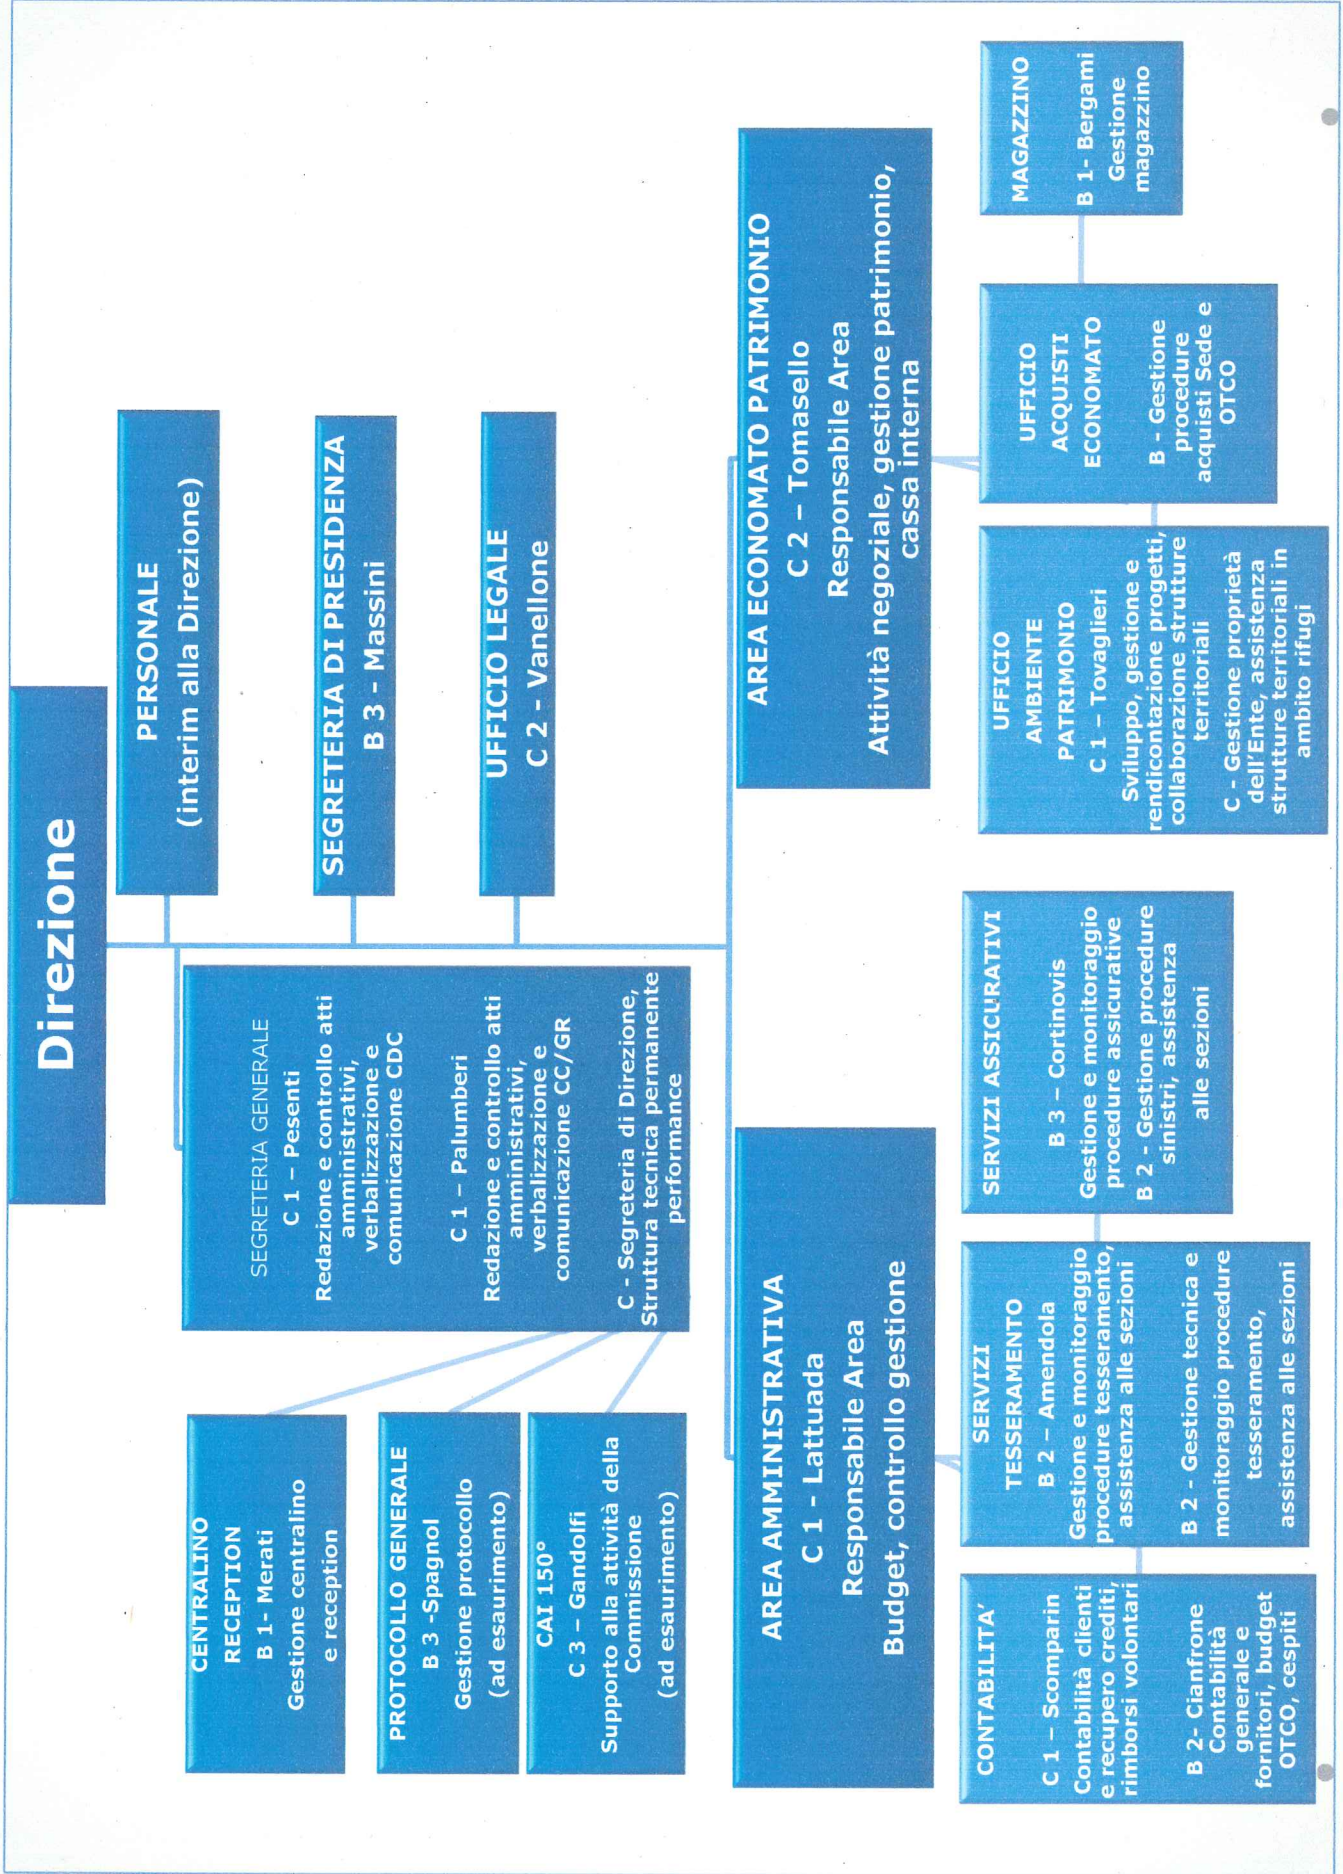 Direzione
PERSONALE
(interim alla Direzione)
SEGRETERIA DI PRESIDENZA
B 3 - Massini
UFFICIO LEGALE
C 2 - Vanellone
SEGRETERIA GENERALE
C 1 – Pesenti
Redazione e controllo atti
amministrativi,
verbalizzazione e
comunicazione CDC
C 1 – Palumberi
Redazione e controllo atti
amministrativi,
verbalizzazione e
comunicazione CC/GR
C - Segreteria di Direzione,
Struttura tecnica permanente
performance
CENTRALINO
RECEPTION
B 1- Merati
Gestione centralino
e reception
PROTOCOLLO GENERALE
B 3 -Spagnol
Gestione protocollo
(ad esaurimento)
CAI 150°
C 3 – Gandolfi
Supporto alla attività della
Commissione
(ad esaurimento)
AREA AMMINISTRATIVA
C 1 - Lattuada
Responsabile Area
Budget, controllo gestione
AREA ECONOMATO PATRIMONIO
C 2 – Tomasello
Responsabile Area
Attività negoziale, gestione patrimonio,
cassa interna
CONTABILITA’
C 1 – Scomparin
Contabilità clienti
e recupero crediti,
rimborsi volontari
B 2- Cianfrone
Contabilità
generale e
fornitori, budget
OTCO, cespiti
SERVIZI
TESSERAMENTO
B 2 – Amendola
Gestione e monitoraggio
procedure tesseramento,
assistenza alle sezioni
B 2 - Gestione tecnica e
monitoraggio procedure
tesseramento,
assistenza alle sezioni
SERVIZI ASSICURATIVI
B 3 – Cortinovis
Gestione e monitoraggio
procedure assicurative
B 2 - Gestione procedure
sinistri, assistenza
alle sezioni
UFFICIO
AMBIENTE
PATRIMONIO
C 1 – Tovaglieri
Sviluppo, gestione e
rendicontazione progetti,
collaborazione strutture
territoriali
C - Gestione proprietà
dell’Ente, assistenza
strutture territoriali in
ambito rifugi
UFFICIO
ACQUISTI
ECONOMATO
B - Gestione
procedure
acquisti Sede e
OTCO
MAGAZZINO
B 1- Bergami
Gestione
magazzino